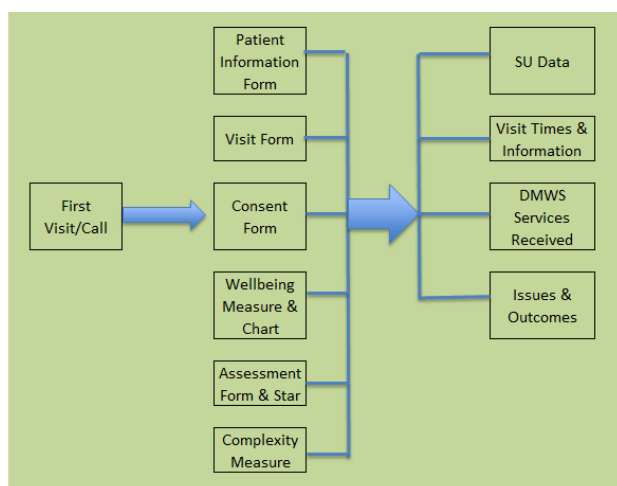 First
Visit/Call
Patient
Information
Form
Visit Form
Consent
Form
Wellbeing
Measure &
Chart
Assessment
Form & Star
Complexity
Measure
SU Data
Visit Times &
Information
DMWS
Services
Received
Issues &
Outcomes